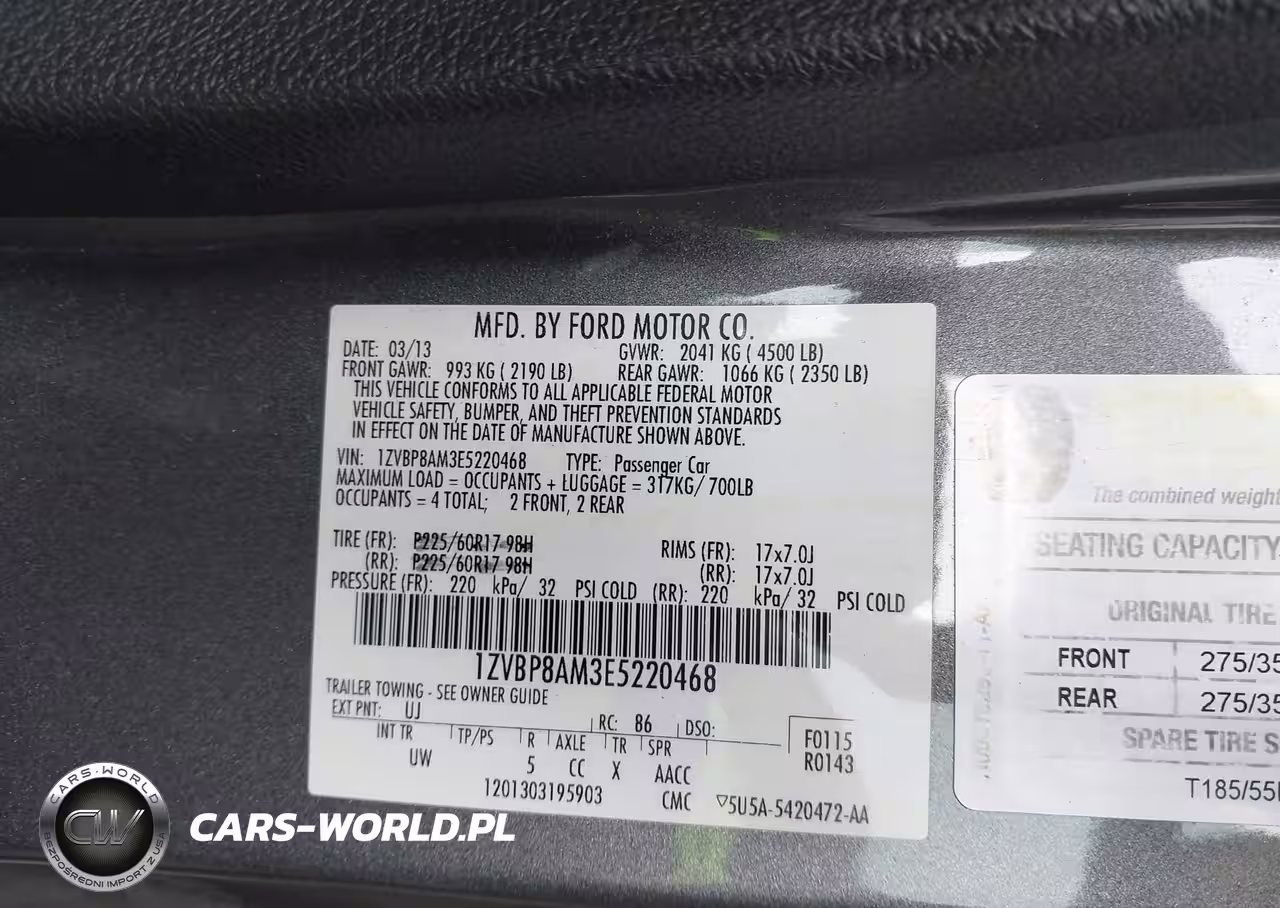 MFD. BY FORD MOTOR CO.
DATE: 03/13 GVWR: 2041 KG ( 4500 LB)
FRONT GAWR: 993 KG ( 2190 LB) REAR GAWR: 1066 KG ( 2350 LB)
THIS VEHICLE CONFORMS TO ALL APPLICABLE FEDERAL MOTOR
VEHICLE SAFETY, BUMPER, AND THEFT PREVENTION STANDARDS
IN EFFECT ON THE DATE OF MANUFACTURE SHOWN ABOVE.
VIN: 1ZVBP8AM3E5220468 TYPE: Passenger Car
MAXIMUM LOAD = OCCUPANTS + LUGGAGE = 317KG/ 700LB
OCCUPANTS = 4 TOTAL; 2 FRONT, 2 REAR
TIRE (FR): P225/60R17 98H RIMS (FR): 17x7.0J
(RR): P225/60R17 98H (RR): 17x7.0J
PRESSURE (FR): 220 kPa/ 32 PSI COLD (RR): 220 kPa/ 32 PSI COLD
1ZVBP8AM3E5220468
TRAILER TOWING - SEE OWNER GUIDE
EXT PNT: UJ RC: 86 DSO:
INT TR TP/PS R AXLE TR SPR F0115
UW 5 CC X AACC R0143
1201303195903 CMC ▽5U5A-5420472-AA
The combined weight
SEATING CAPACITY
ORIGINAL TIRE
FRONT 275/35
REAR 275/35
SPARE TIRE S
T185/55
CARS-WORLD
CW
BEZPOŚREDNI IMPORT Z USA
CARS-WORLD.PL